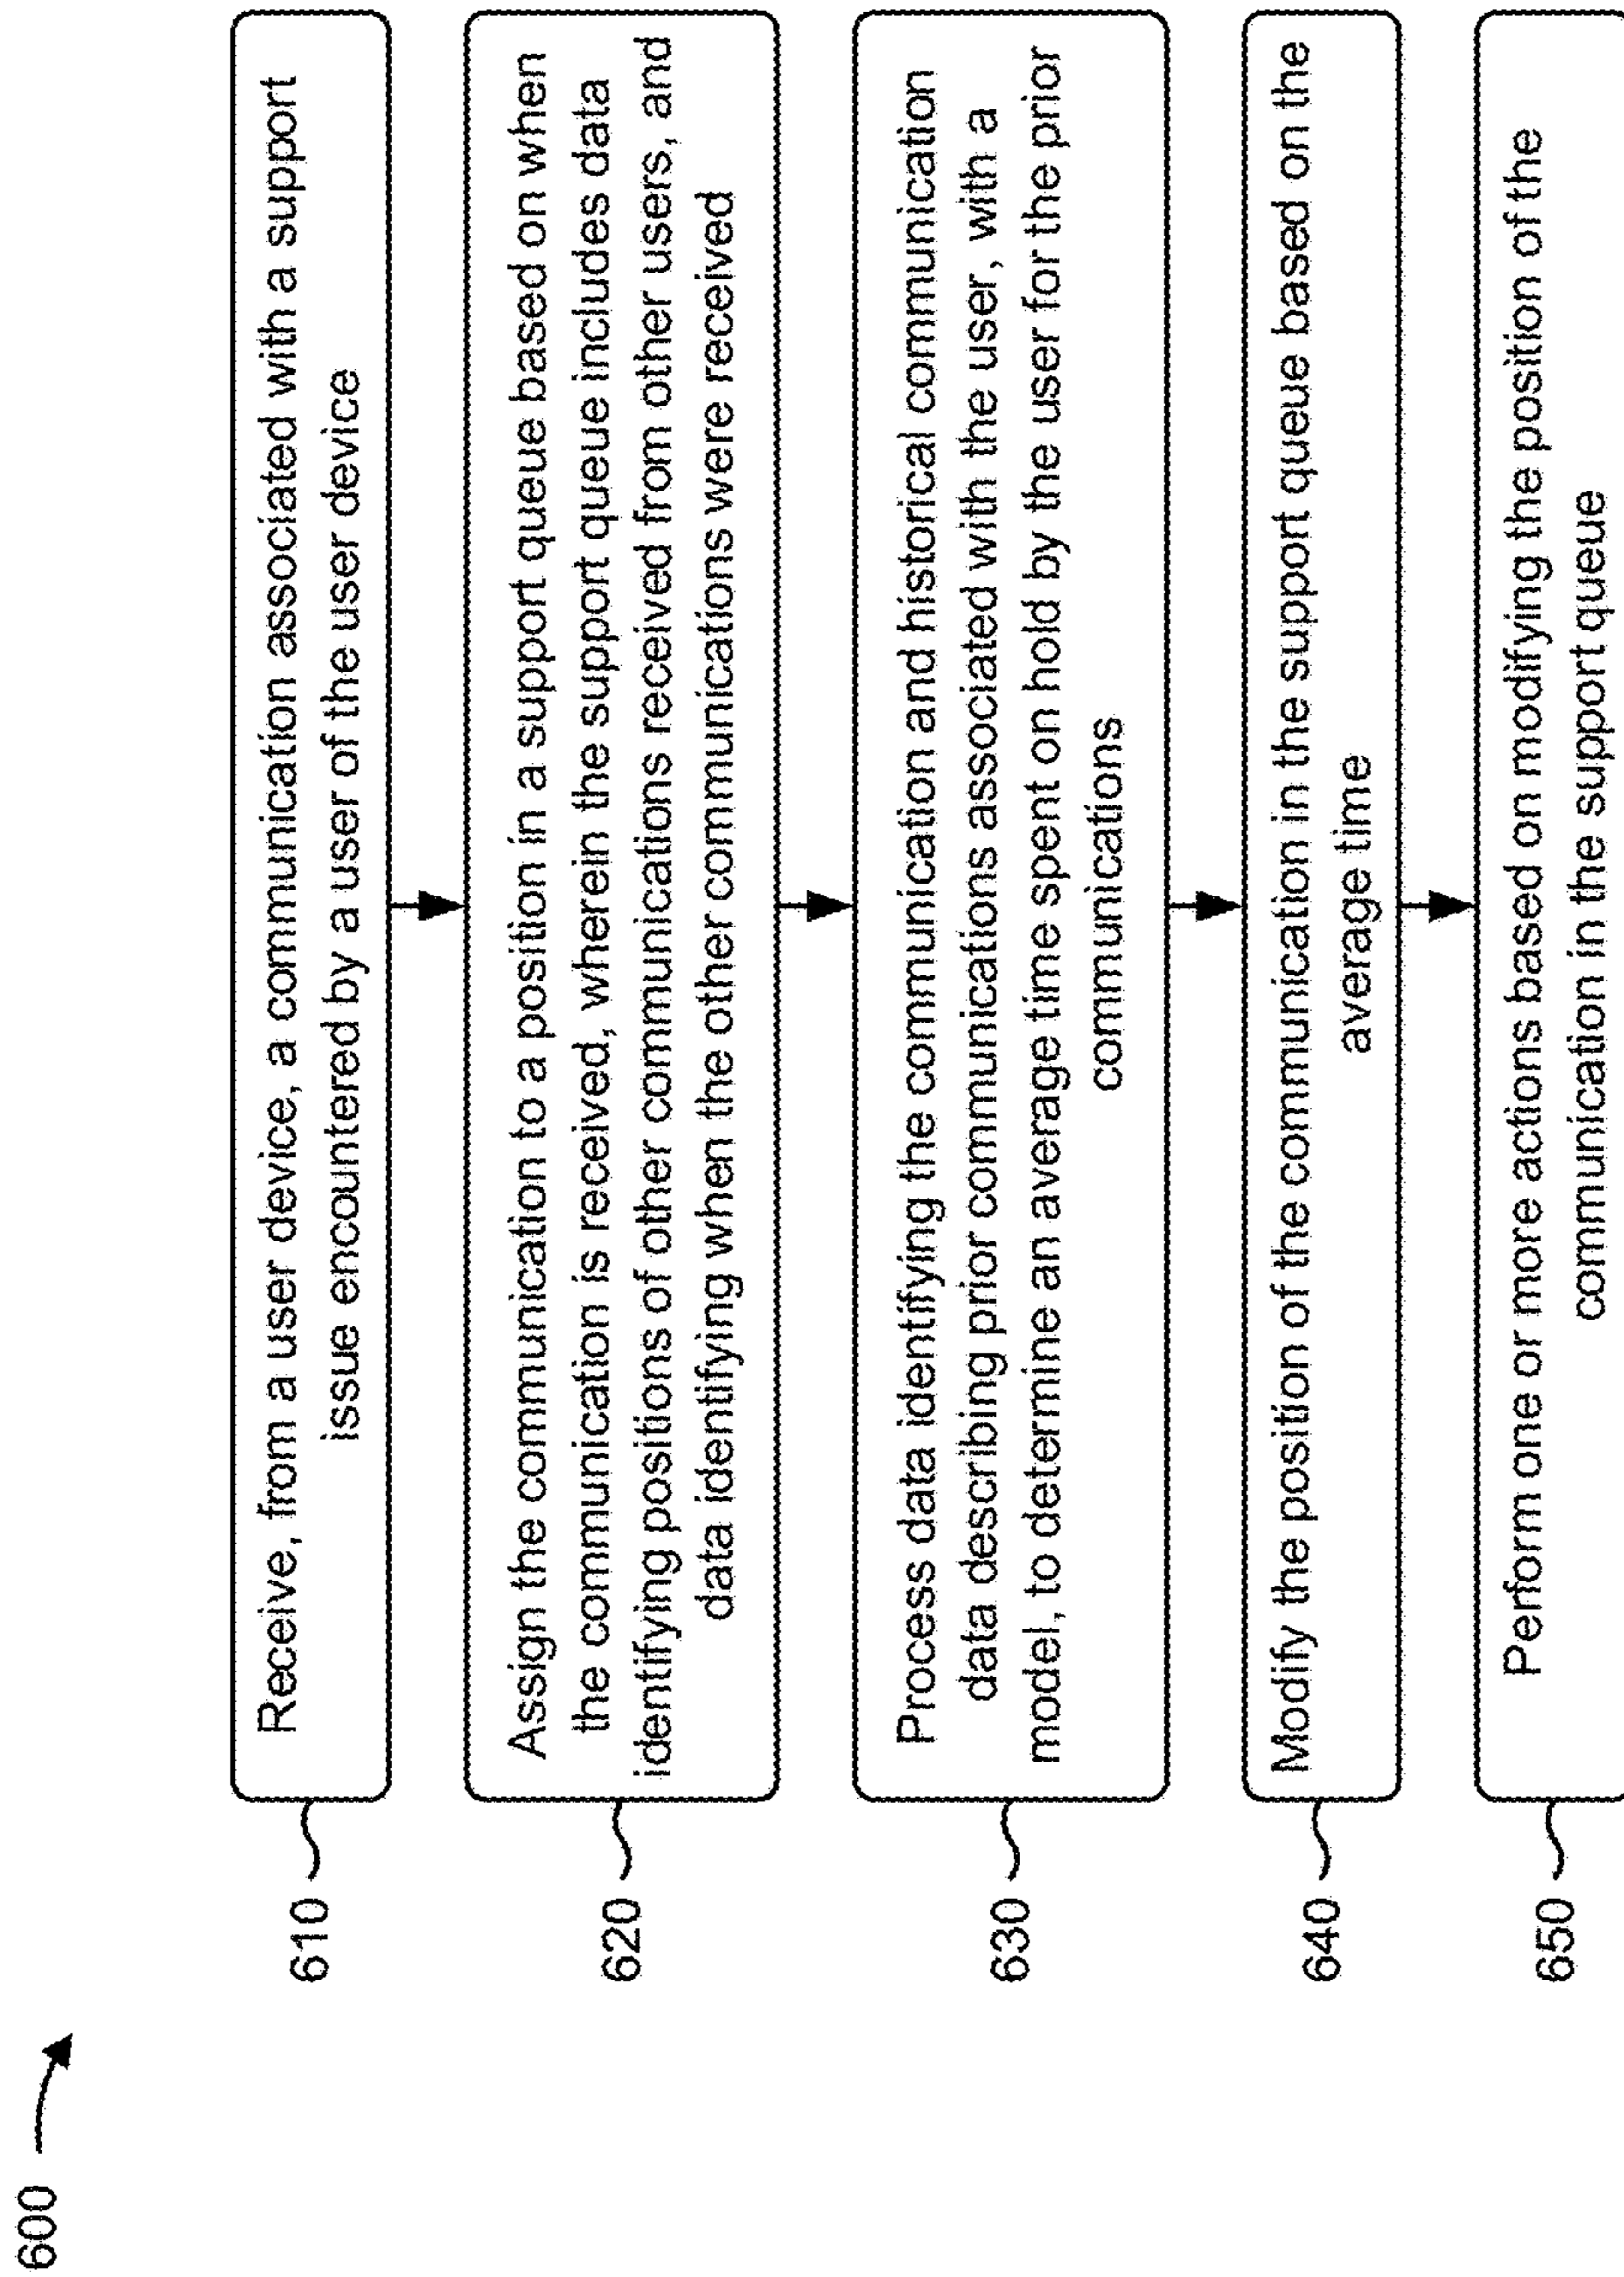 600
610
Receive, from a user device, a communication associated with a support
issue encountered by a user of the user device
620
Assign the communication to a position in a support queue based on when
the communication is received, wherein the support queue includes data
identifying positions of other communications received from other users, and
data identifying when the other communications were received
630
Process data identifying the communication and historical communication
data describing prior communications associated with the user, with a
model, to determine an average time spent on hold by the user for the prior
communications
640
Modify the position of the communication in the support queue based on the
average time
650
Perform one or more actions based on modifying the position of the
communication in the support queue